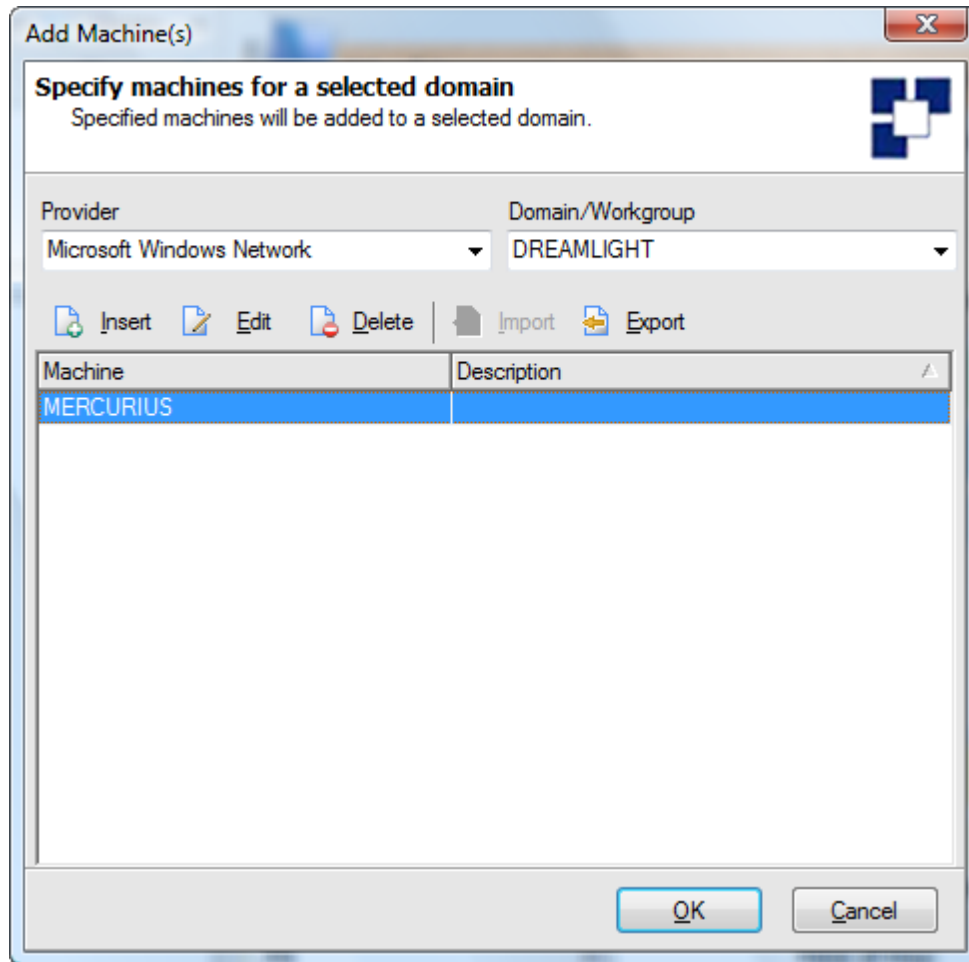 Add Machine(s)
Specify machines for a selected domain
Specified machines will be added to a selected domain.
Provider Domain/Workgroup
Microsoft Windows Network DREAMLIGHT
Insert Edit Delete Import Export
Machine Description
MERCURIUS
OK Cancel